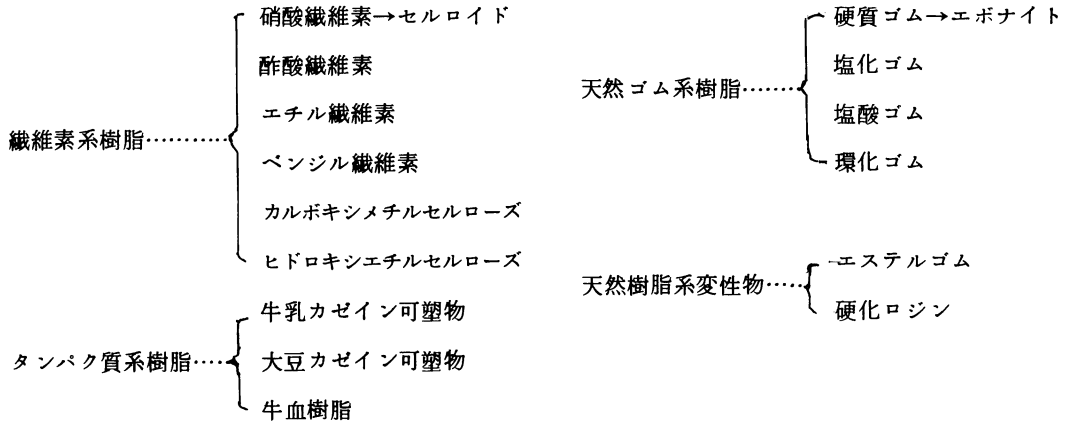 繊維素系樹脂……………
硝酸繊維素→セルロイド
酢酸繊維素
エチル繊維素
ベンジル繊維素
カルボキシメチルセルローズ
ヒドロキシエチルセルローズ
タンパク質系樹脂……
牛乳カゼイン可塑物
大豆カゼイン可塑物
牛血樹脂
天然ゴム系樹脂………
硬質ゴム→エボナイト
塩化ゴム
塩酸ゴム
環化ゴム
天然樹脂系変性物……
エステルゴム
硬化ロジン